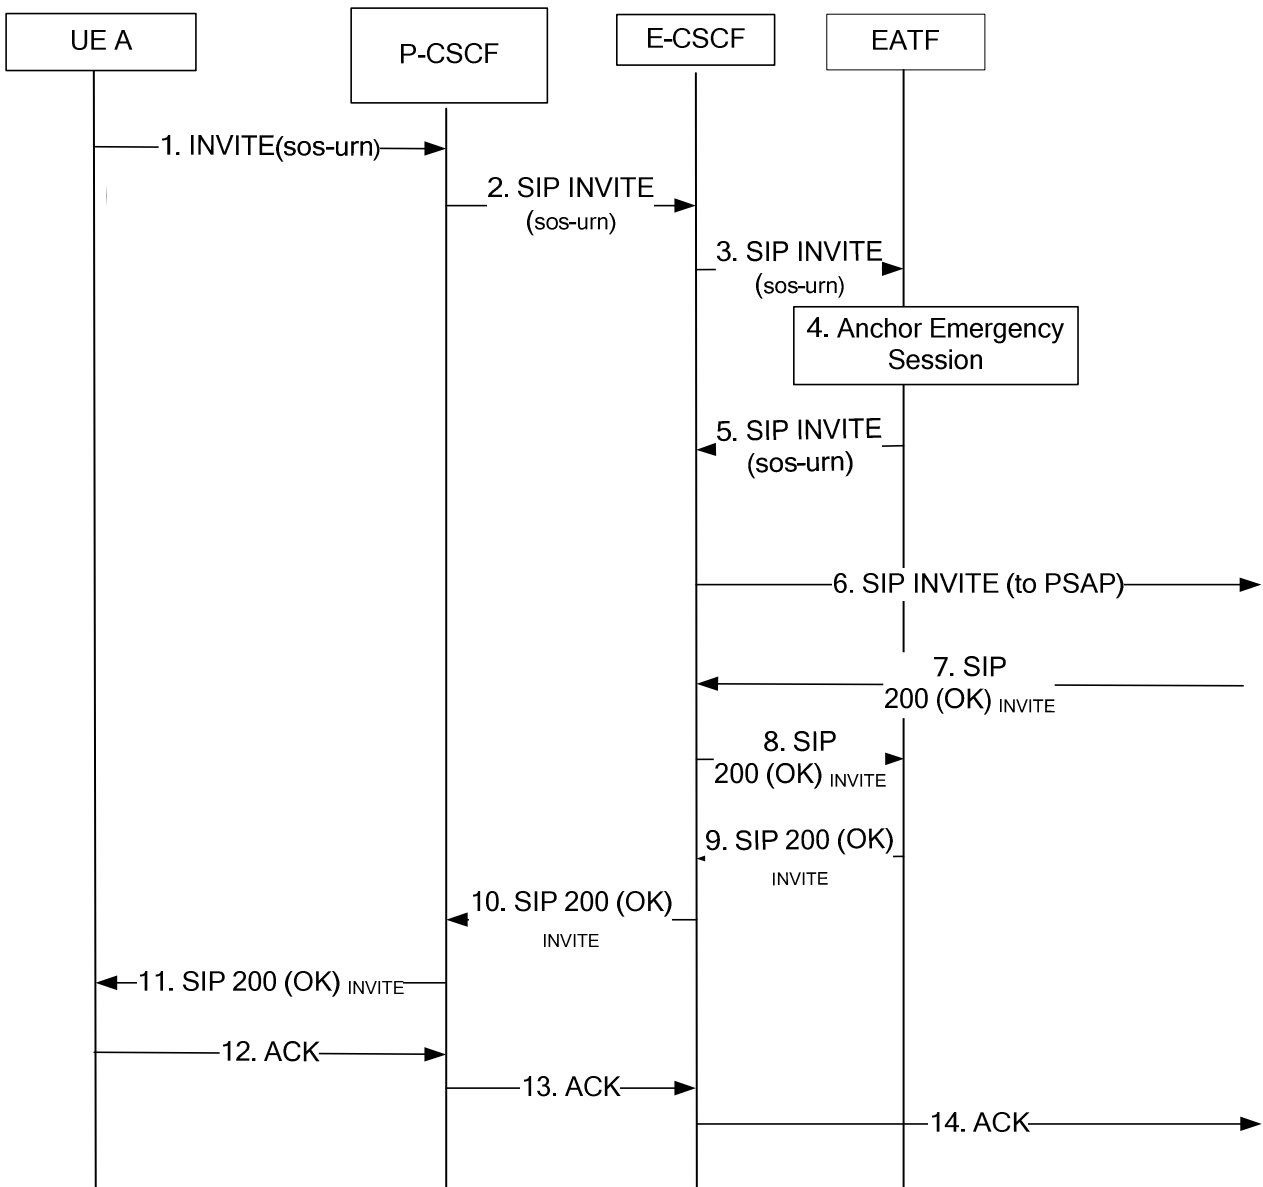 UE A
P-CSCF
E-CSCF
EATF
1. INVITE(sos-urn)
2. SIP INVITE
(sos-urn)
3. SIP INVITE
(sos-urn)
4. Anchor Emergency
Session
5. SIP INVITE
(sos-urn)
6. SIP INVITE (to PSAP)
7. SIP
200 (OK) INVITE
8. SIP
200 (OK) INVITE
9. SIP 200 (OK)
INVITE
10. SIP 200 (OK)
INVITE
11. SIP 200 (OK) INVITE
12. ACK
13. ACK
14. ACK